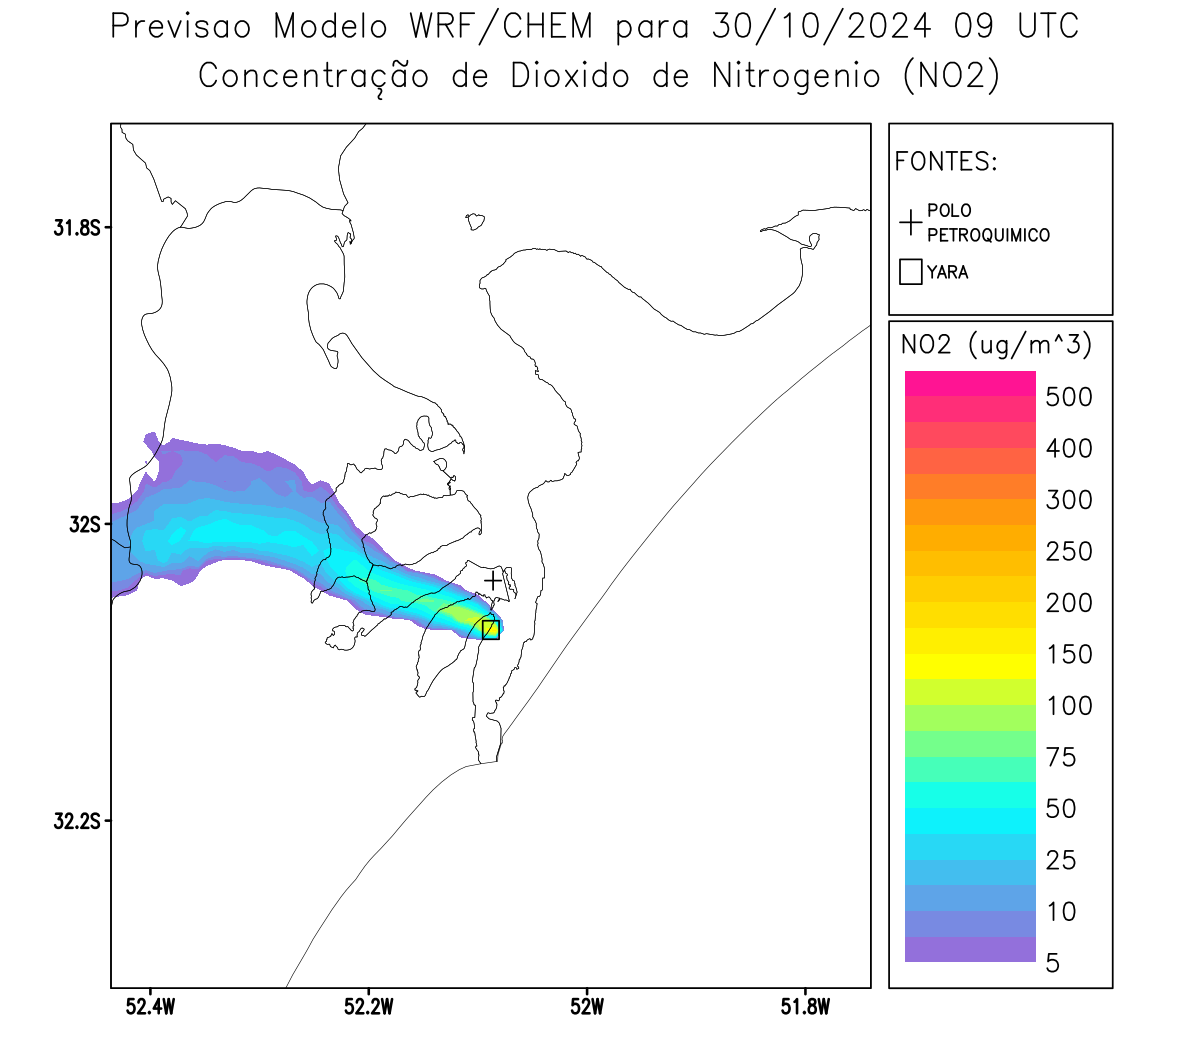 Previsao Modelo WRF/CHEM para 30/10/2024 09 UTC
Concentração de Dioxido de Nitrogenio (NO2)
FONTES:
POLO
PETROQUIMICO
YARA
NO2 (ug/m^3)
500
400
300
250
200
150
100
75
50
25
10
5
31.8S
32S
32.2S
52.4W
52.2W
52W
51.8W